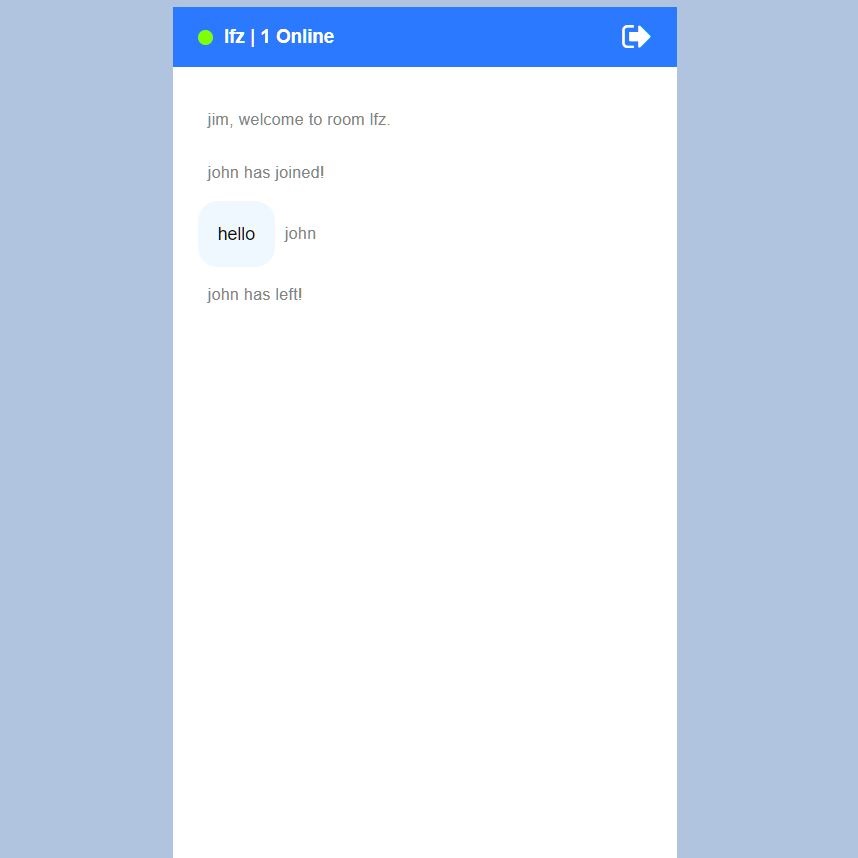 lfz | 1 Online
jim, welcome to room lfz.
john has joined!
hello john
john has left!